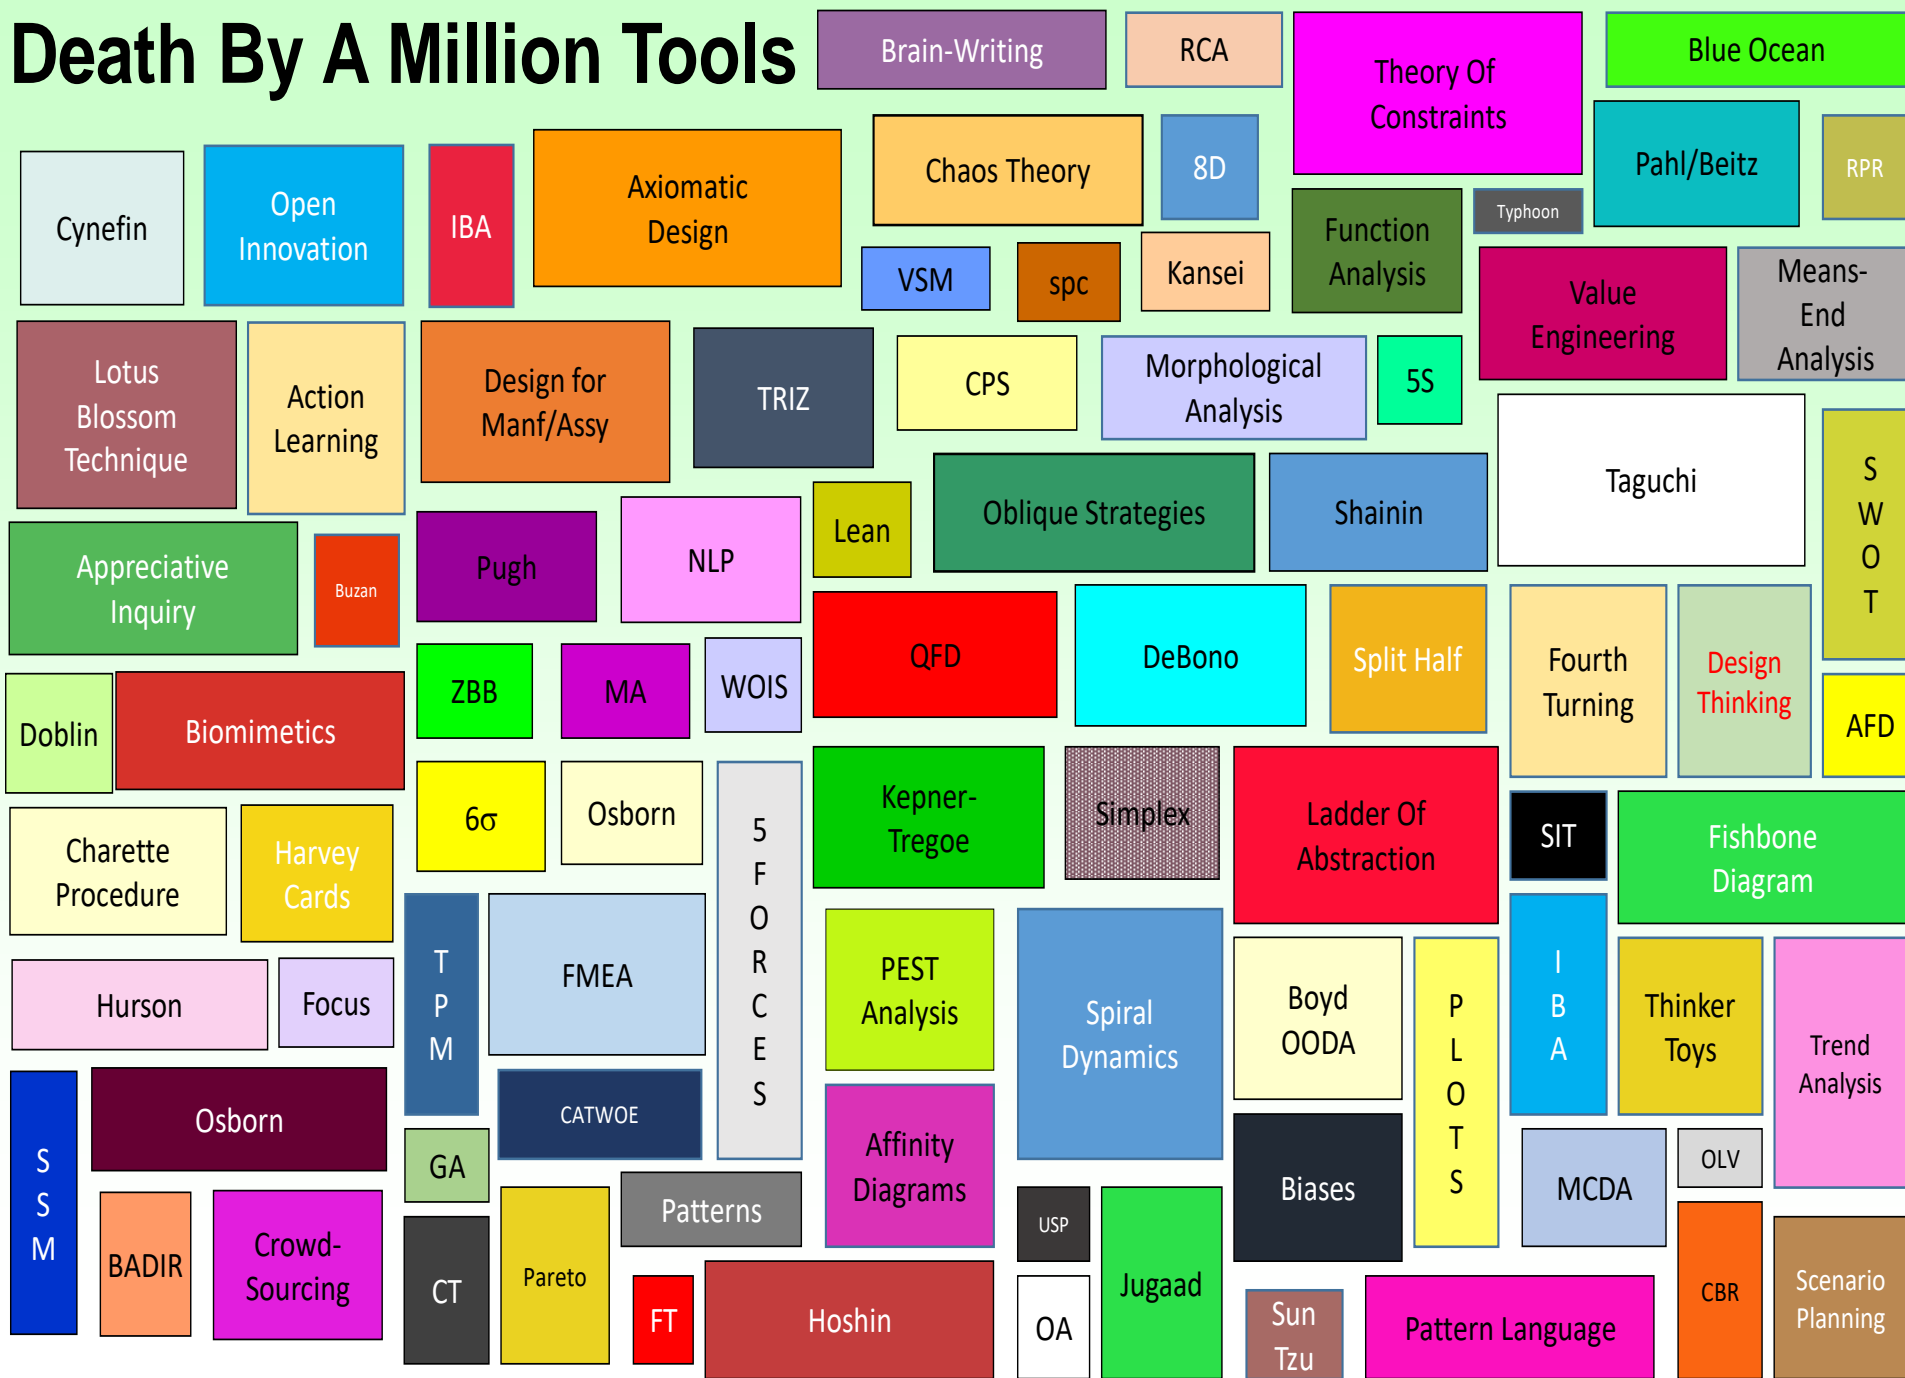 Death By A Million Tools
Brain-Writing
RCA
Theory Of
Constraints
Blue Ocean
Cynefin
Open
Innovation
IBA
Axiomatic
Design
Chaos Theory
8D
Pahl/Beitz
RPR
VSM
spc
Kansei
Function
Analysis
Typhoon
Value
Engineering
Means-
End
Analysis
Lotus
Blossom
Technique
Action
Learning
Design for
Manf/Assy
TRIZ
CPS
Morphological
Analysis
5S
Taguchi
S
W
O
T
Appreciative
Inquiry
Buzan
Pugh
NLP
Lean
Oblique Strategies
Shainin
Doblin
Biomimetics
ZBB
MA
WOIS
QFD
DeBono
Split Half
Fourth
Turning
Design
Thinking
AFD
Charette
Procedure
Harvey
Cards
6σ
Osborn
5
F
O
R
C
E
S
Kepner-
Tregoe
Simplex
Ladder Of
Abstraction
SIT
Fishbone
Diagram
Hurson
Focus
T
P
M
FMEA
PEST
Analysis
Spiral
Dynamics
Boyd
OODA
P
L
O
T
S
I
B
A
Thinker
Toys
Trend
Analysis
S
S
M
Osborn
GA
CATWOE
Affinity
Diagrams
Biases
MCDA
OLV
BADIR
Crowd-
Sourcing
CT
Pareto
Patterns
FT
Hoshin
USP
OA
Jugaad
Sun
Tzu
Pattern Language
CBR
Scenario
Planning